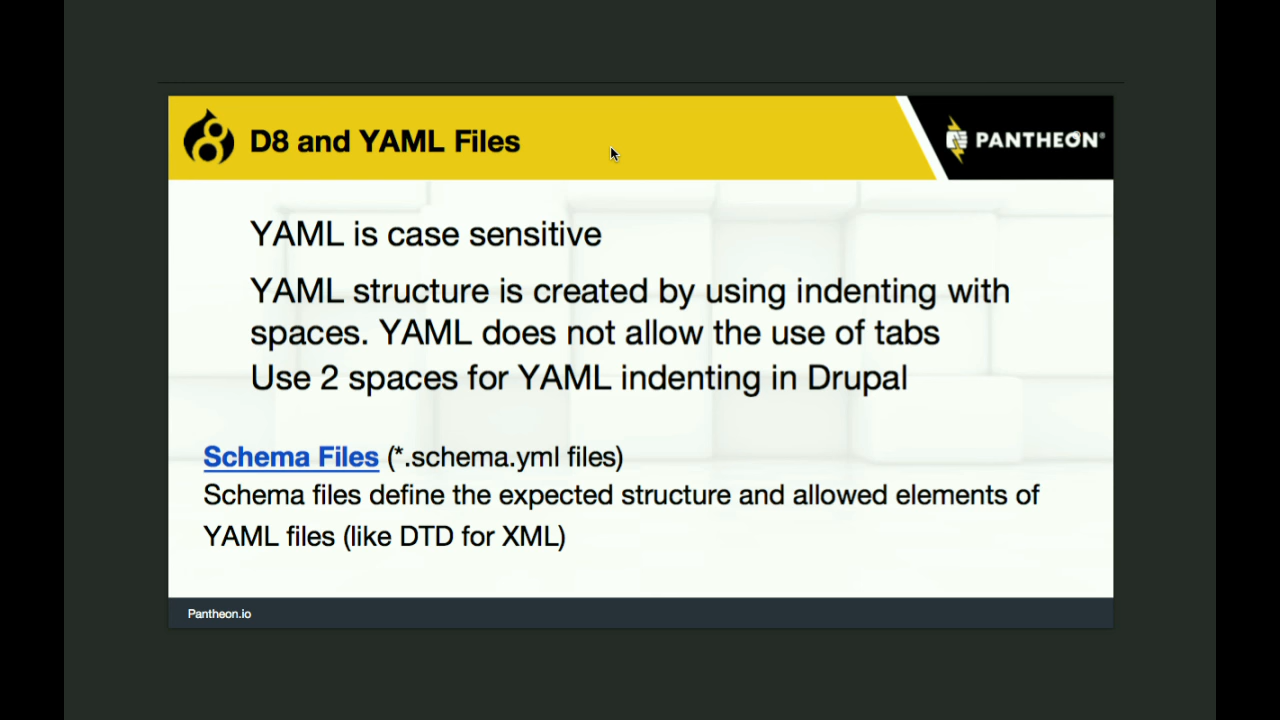 D8 and YAML Files
PANTHEON®
YAML is case sensitive
YAML structure is created by using indenting with
spaces. YAML does not allow the use of tabs
Use 2 spaces for YAML indenting in Drupal
Schema Files (*.schema.yml files)
Schema files define the expected structure and allowed elements of
YAML files (like DTD for XML)
Pantheon.io